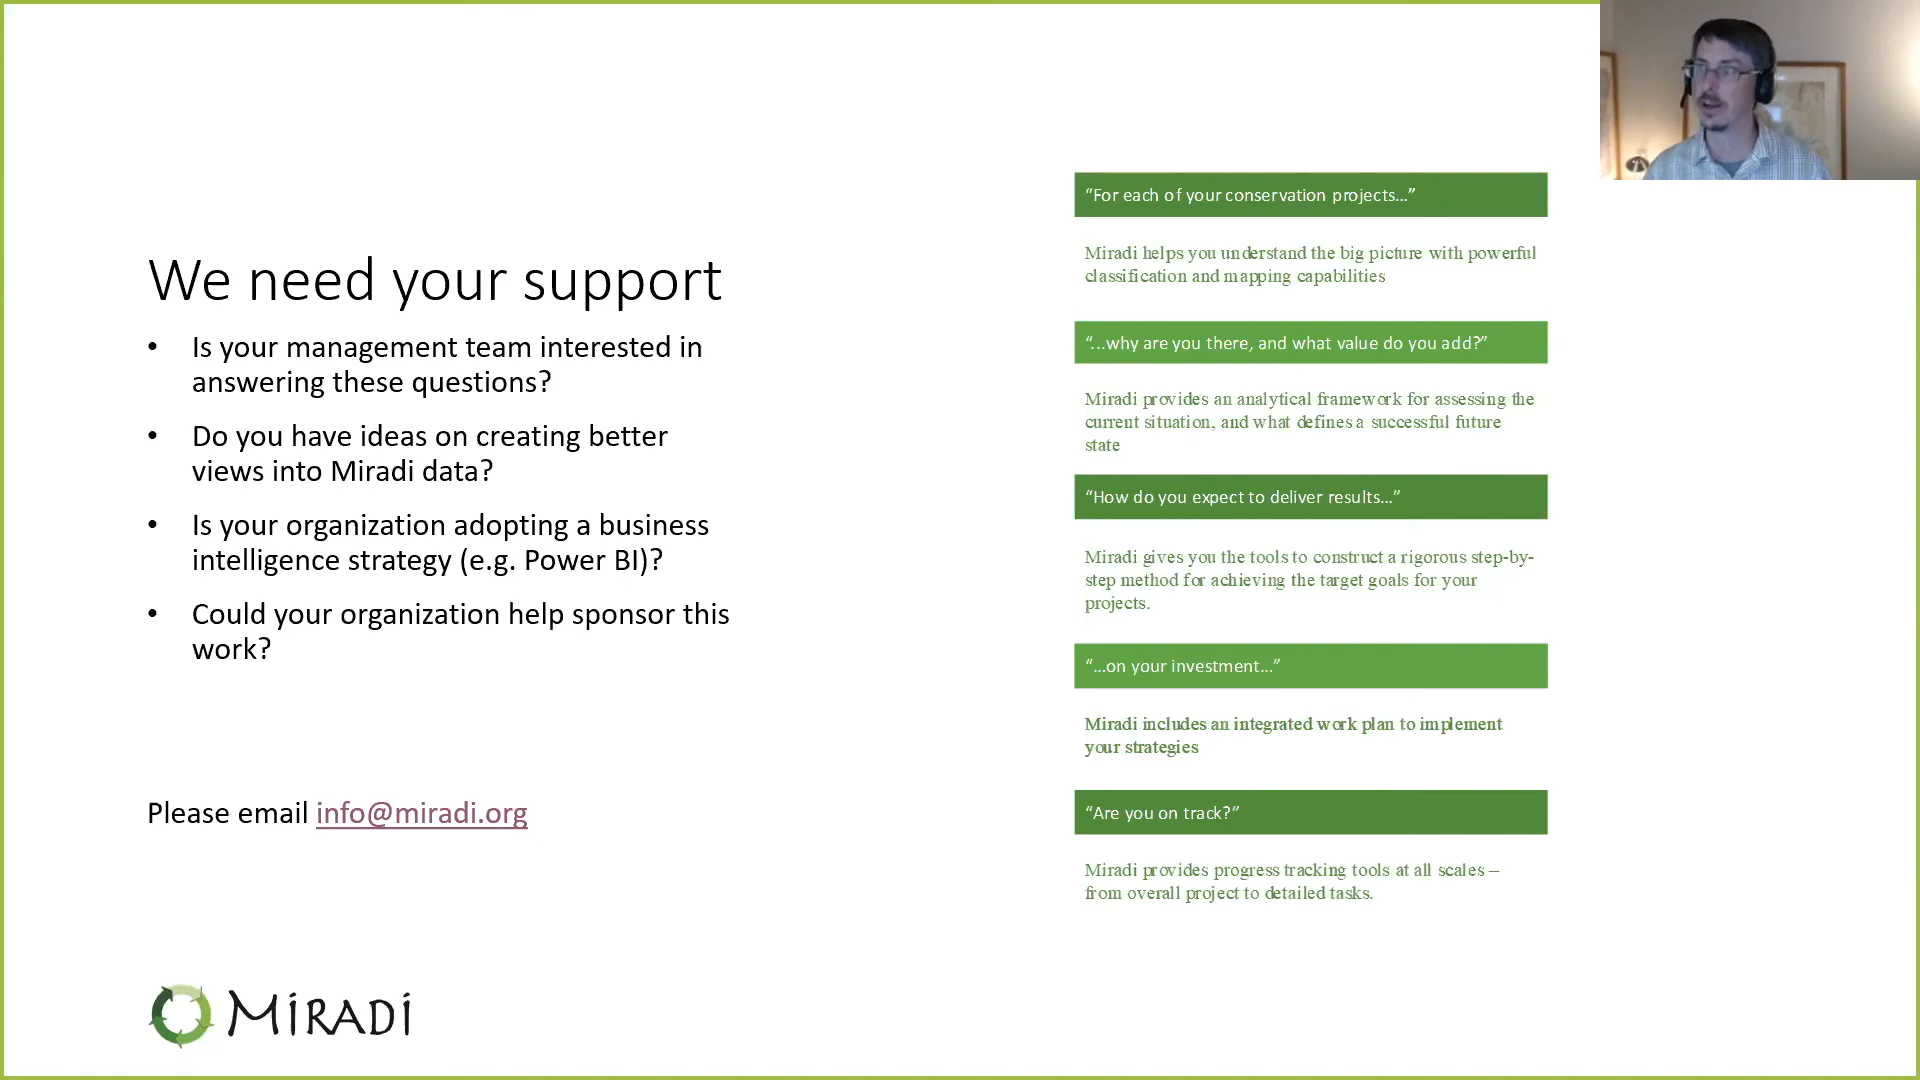 We need your support
• Is your management team interested in
answering these questions?
• Do you have ideas on creating better
views into Miradi data?
• Is your organization adopting a business
intelligence strategy (e.g. Power BI)?
• Could your organization help sponsor this
work?
Please email info@miradi.org
MiRADi
“For each of your conservation projects…”
Miradi helps you understand the big picture with powerful
classification and mapping capabilities
“...why are you there, and what value do you add?”
Miradi provides an analytical framework for assessing the
current situation, and what defines a successful future
state
“How do you expect to deliver results…”
Miradi gives you the tools to construct a rigorous step-by-
step method for achieving the target goals for your
projects.
“…on your investment…”
Miradi includes an integrated work plan to implement
your strategies
“Are you on track?”
Miradi provides progress tracking tools at all scales –
from overall project to detailed tasks.